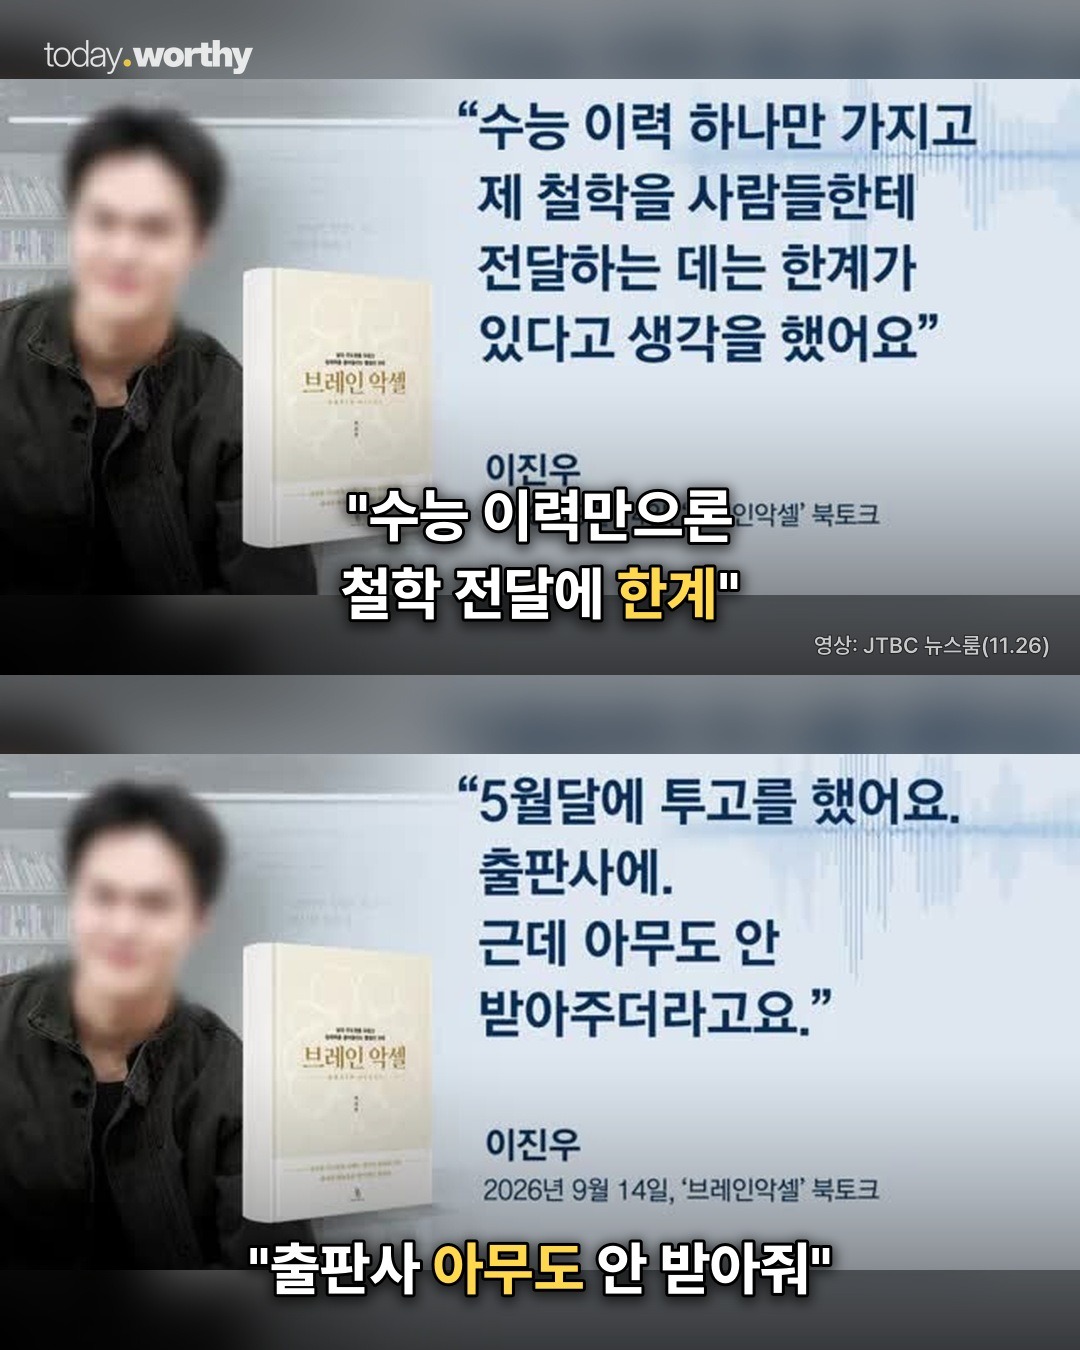 today.worthy
“수능 이력 하나만 가지고
제 철학을 사람들한테
전달하는 데는 한계가
있다고 생각을 했어요”
브레인 악셀
이진우
인악셀’ 북토크
"수능 이력만으론
철학 전달에 한계"
영상: JTBC 뉴스룸(11.26)
“5월달에 투고를 했어요.
출판사에.
근데 아무도 안
받아주더라고요.”
브레인 악셀
이진우
2026년 9월 14일, ‘브레인악셀’ 북토크
"출판사 아무도 안 받아줘"